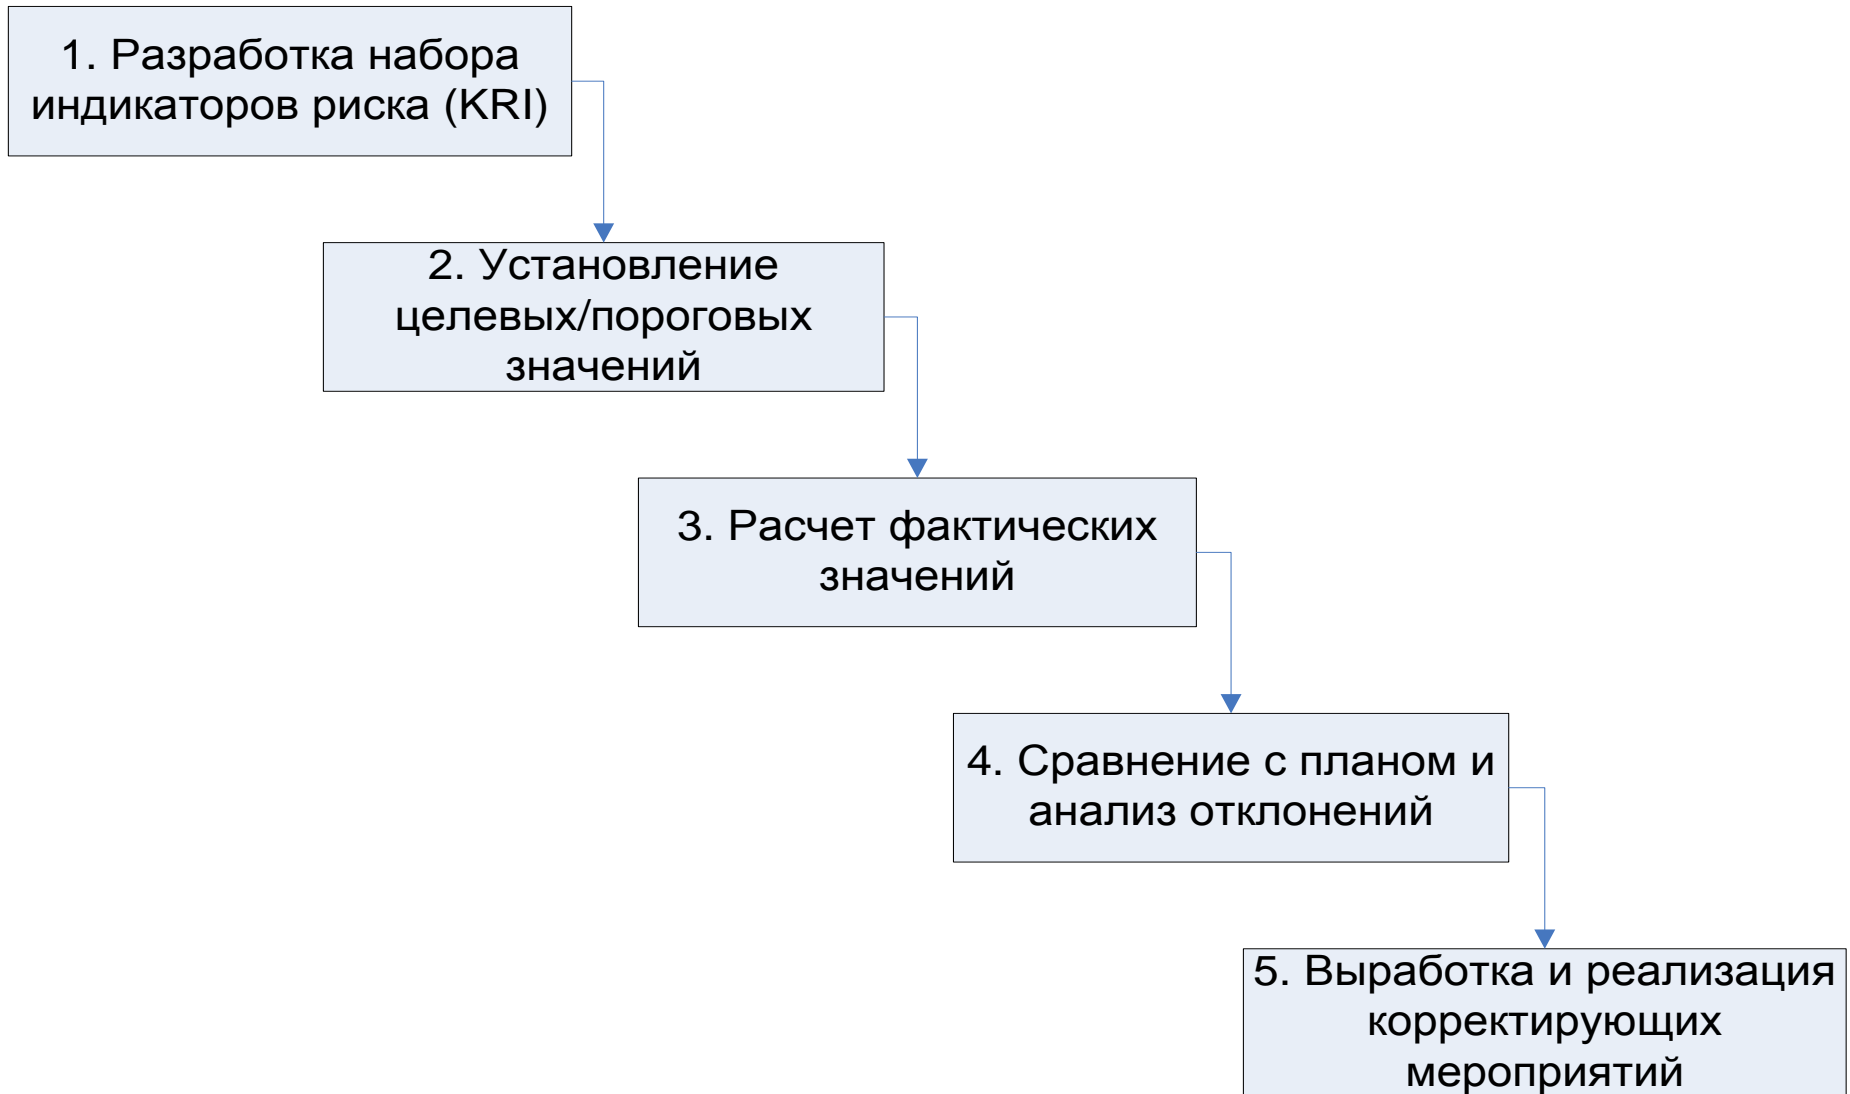 1. Разработка набора
индикаторов риска (KRI)
2. Установление
целевых/пороговых
значений
3. Расчет фактических
значений
4. Сравнение с планом и
анализ отклонений
5. Выработка и реализация
корректирующих
мероприятий